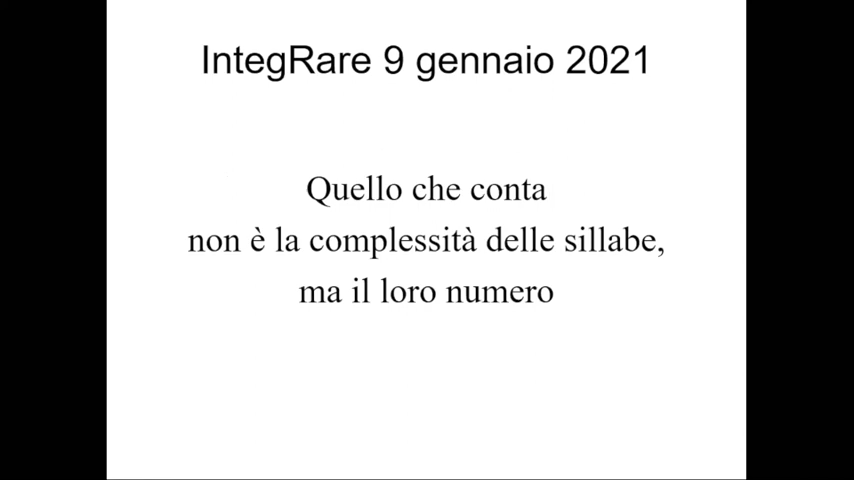 IntegRare 9 gennaio 2021
Quello che conta
non è la complessità delle sillabe,
ma il loro numero